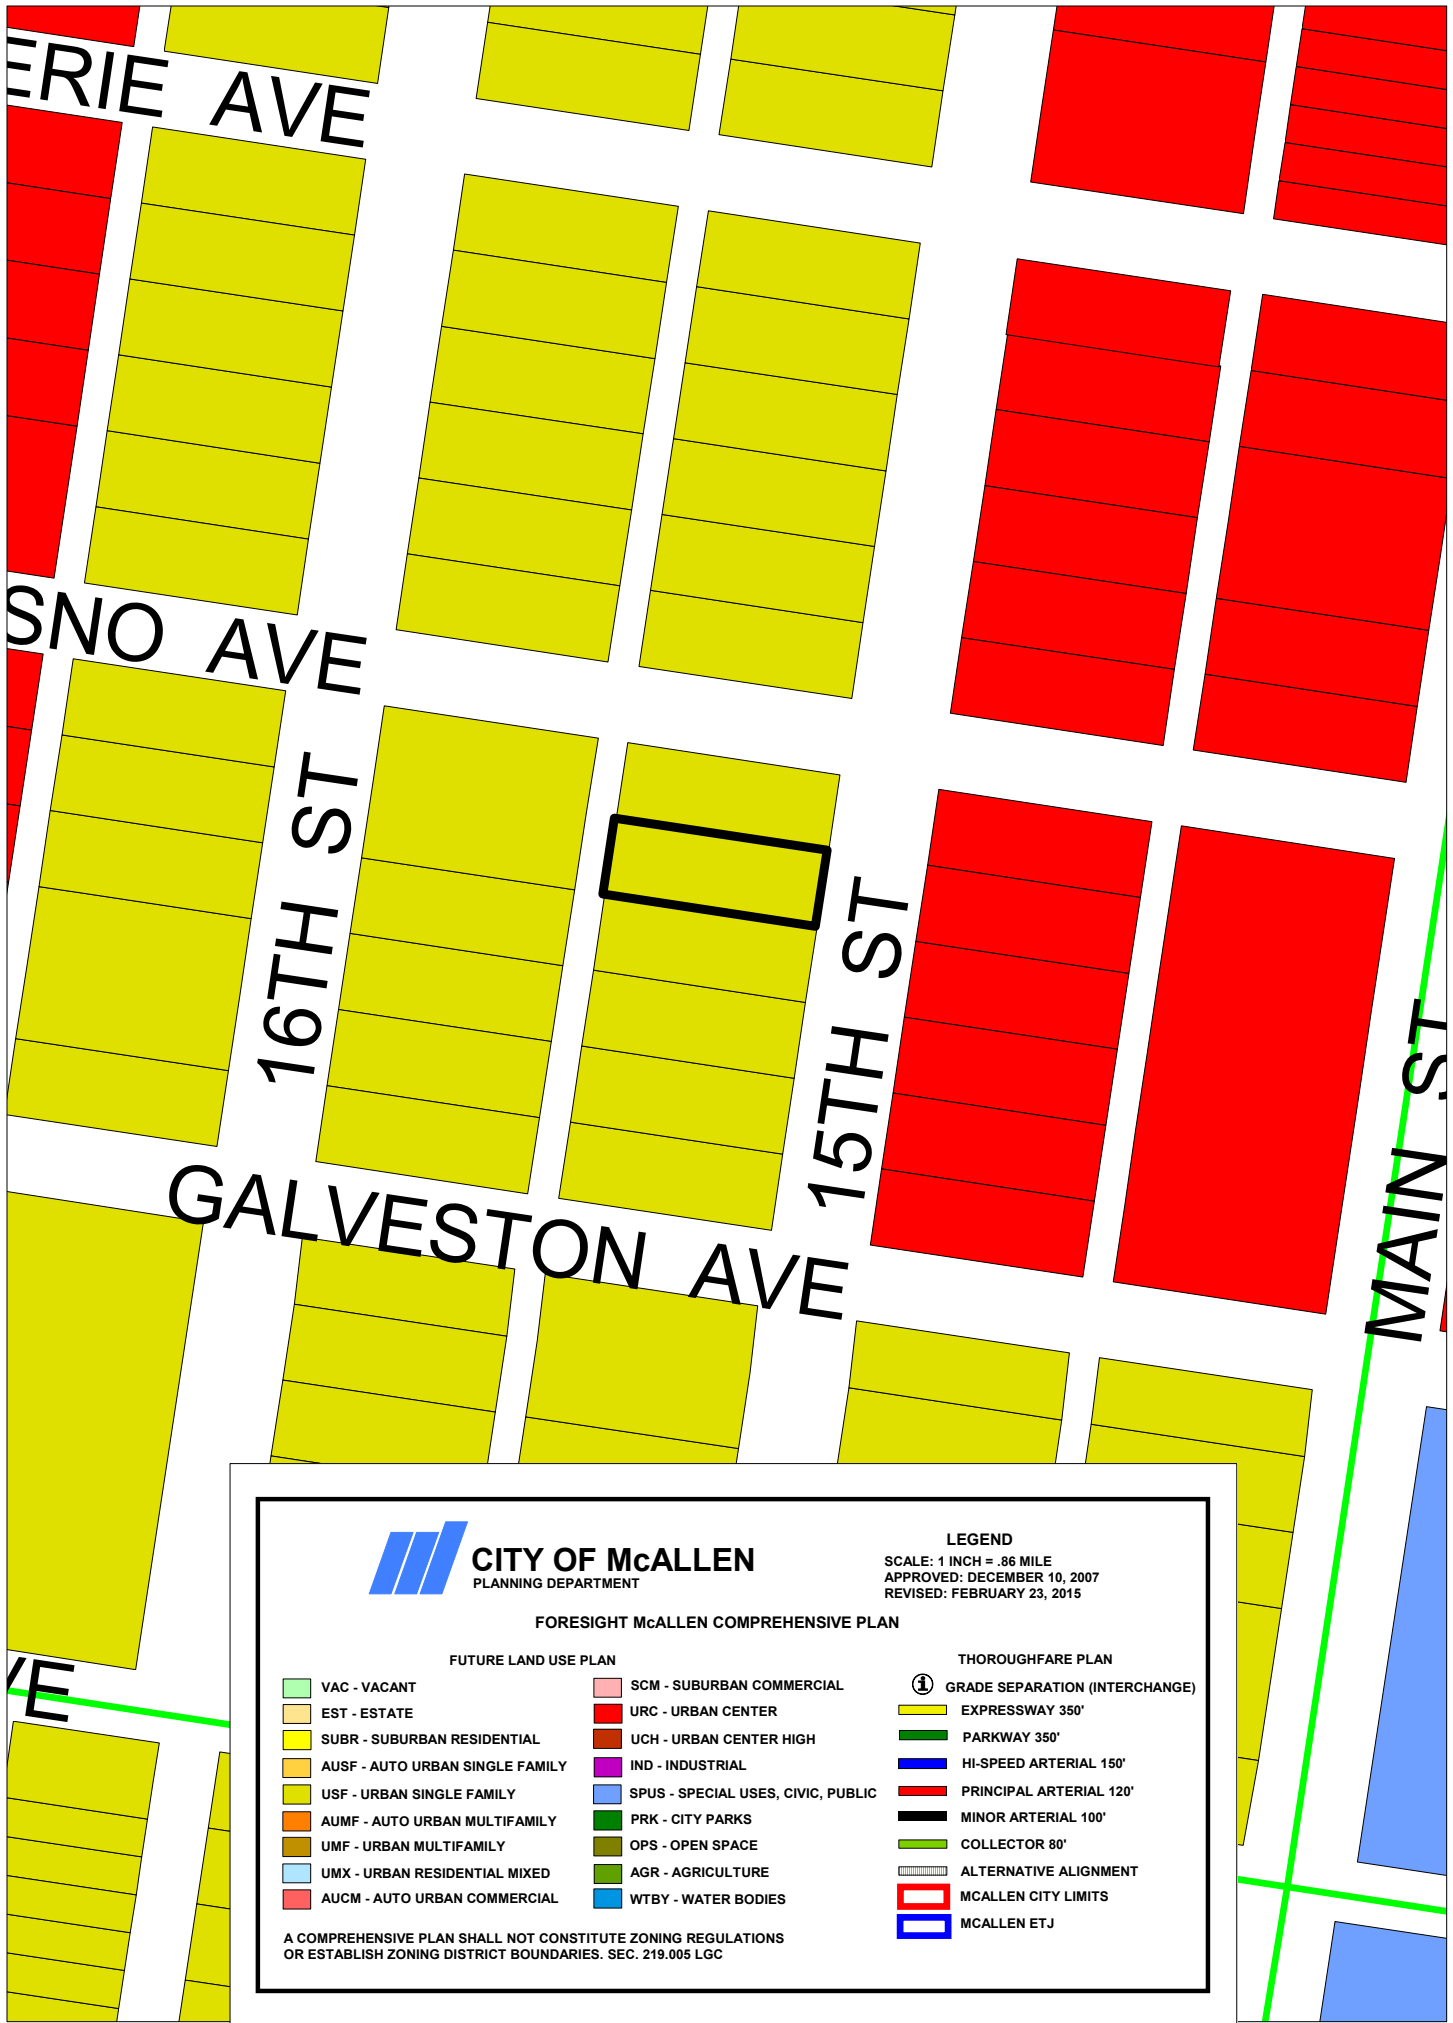 ERIE AVE
SNO AVE
16TH ST
15TH ST
MAIN ST
GALVESTON AVE
VE
CITY OF McALLEN
PLANNING DEPARTMENT
LEGEND
SCALE: 1 INCH = .86 MILE
APPROVED: DECEMBER 10, 2007
REVISED: FEBRUARY 23, 2015
FORESIGHT McALLEN COMPREHENSIVE PLAN
FUTURE LAND USE PLAN
VAC - VACANT
EST - ESTATE
SUBR - SUBURBAN RESIDENTIAL
AUSF - AUTO URBAN SINGLE FAMILY
USF - URBAN SINGLE FAMILY
AUMF - AUTO URBAN MULTIFAMILY
UMF - URBAN MULTIFAMILY
UMX - URBAN RESIDENTIAL MIXED
AUCM - AUTO URBAN COMMERCIAL
SCM - SUBURBAN COMMERCIAL
URC - URBAN CENTER
UCH - URBAN CENTER HIGH
IND - INDUSTRIAL
SPUS - SPECIAL USES, CIVIC, PUBLIC
PRK - CITY PARKS
OPS - OPEN SPACE
AGR - AGRICULTURE
WTBY - WATER BODIES
THOROUGHFARE PLAN
GRADE SEPARATION (INTERCHANGE)
EXPRESSWAY 350'
PARKWAY 350'
HI-SPEED ARTERIAL 150'
PRINCIPAL ARTERIAL 120'
MINOR ARTERIAL 100'
COLLECTOR 80'
ALTERNATIVE ALIGNMENT
MCALLEN CITY LIMITS
MCALLEN ETJ
A COMPREHENSIVE PLAN SHALL NOT CONSTITUTE ZONING REGULATIONS
OR ESTABLISH ZONING DISTRICT BOUNDARIES. SEC. 219.005 LGC